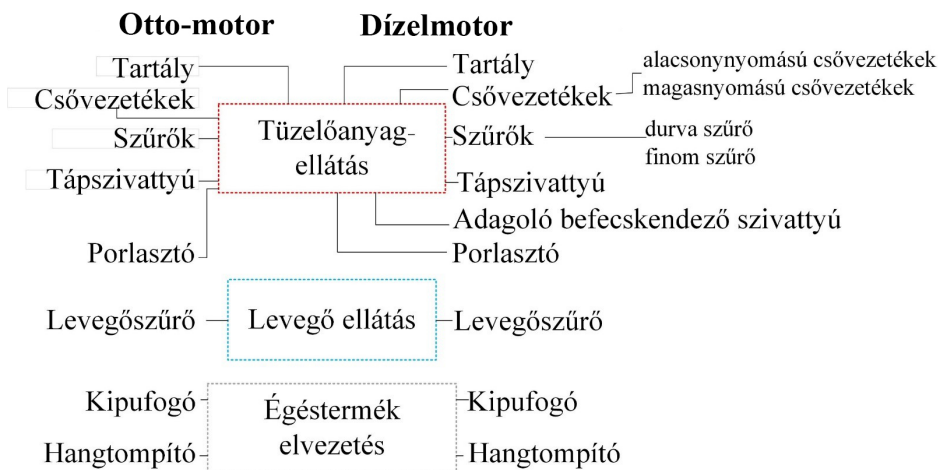 Otto-motor
Dízelmotor
Tartály
Csővezetékek
Szűrők
Tápszivattyú
Porlasztó
Tüzelőanyag-
ellátás
Tartály
Csővezetékek
alacsonynyomású csővezetékek
magasnyomású csővezetékek
Szűrők
durva szűrő
finom szűrő
Tápszivattyú
Adagoló befecskendező szivattyú
Porlasztó
Levegőszűrő
Levegő ellátás
Levegőszűrő
Kipufogó
Hangtompító
Égéstermék
elvezetés
Kipufogó
Hangtompító